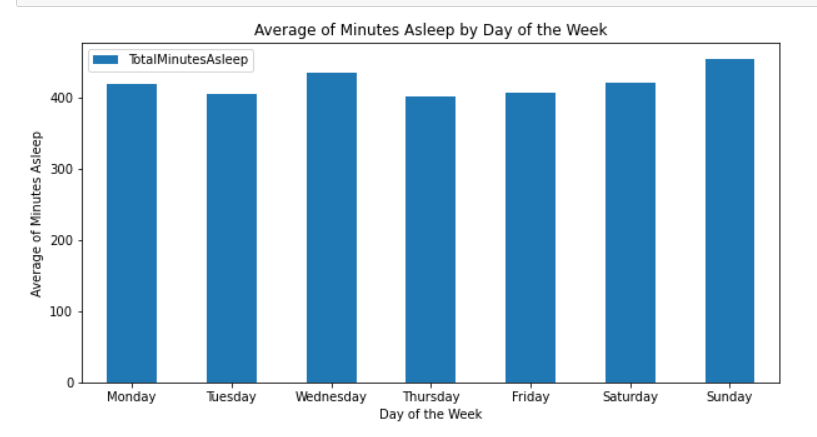 Average of Minutes Asleep by Day of the Week
TotalMinutesAsleep
Average of Minutes Asleep
400
300
200
100
0
Monday Tuesday Wednesday Thursday Friday Saturday Sunday
Day of the Week